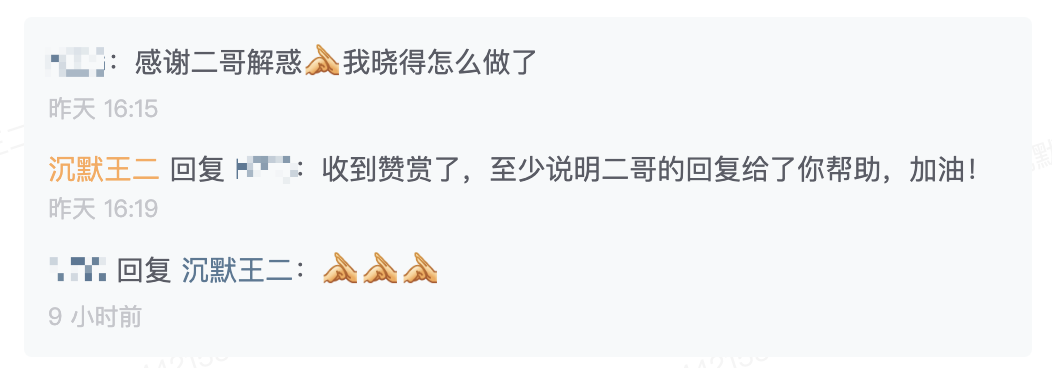 ：感谢二哥解惑我晓得怎么做了
昨天 16:15
沉默王二 回复 ：收到赞赏了，至少说明二哥的回复给了你帮助，加油！
昨天 16:19
回复 沉默王二：
9 小时前